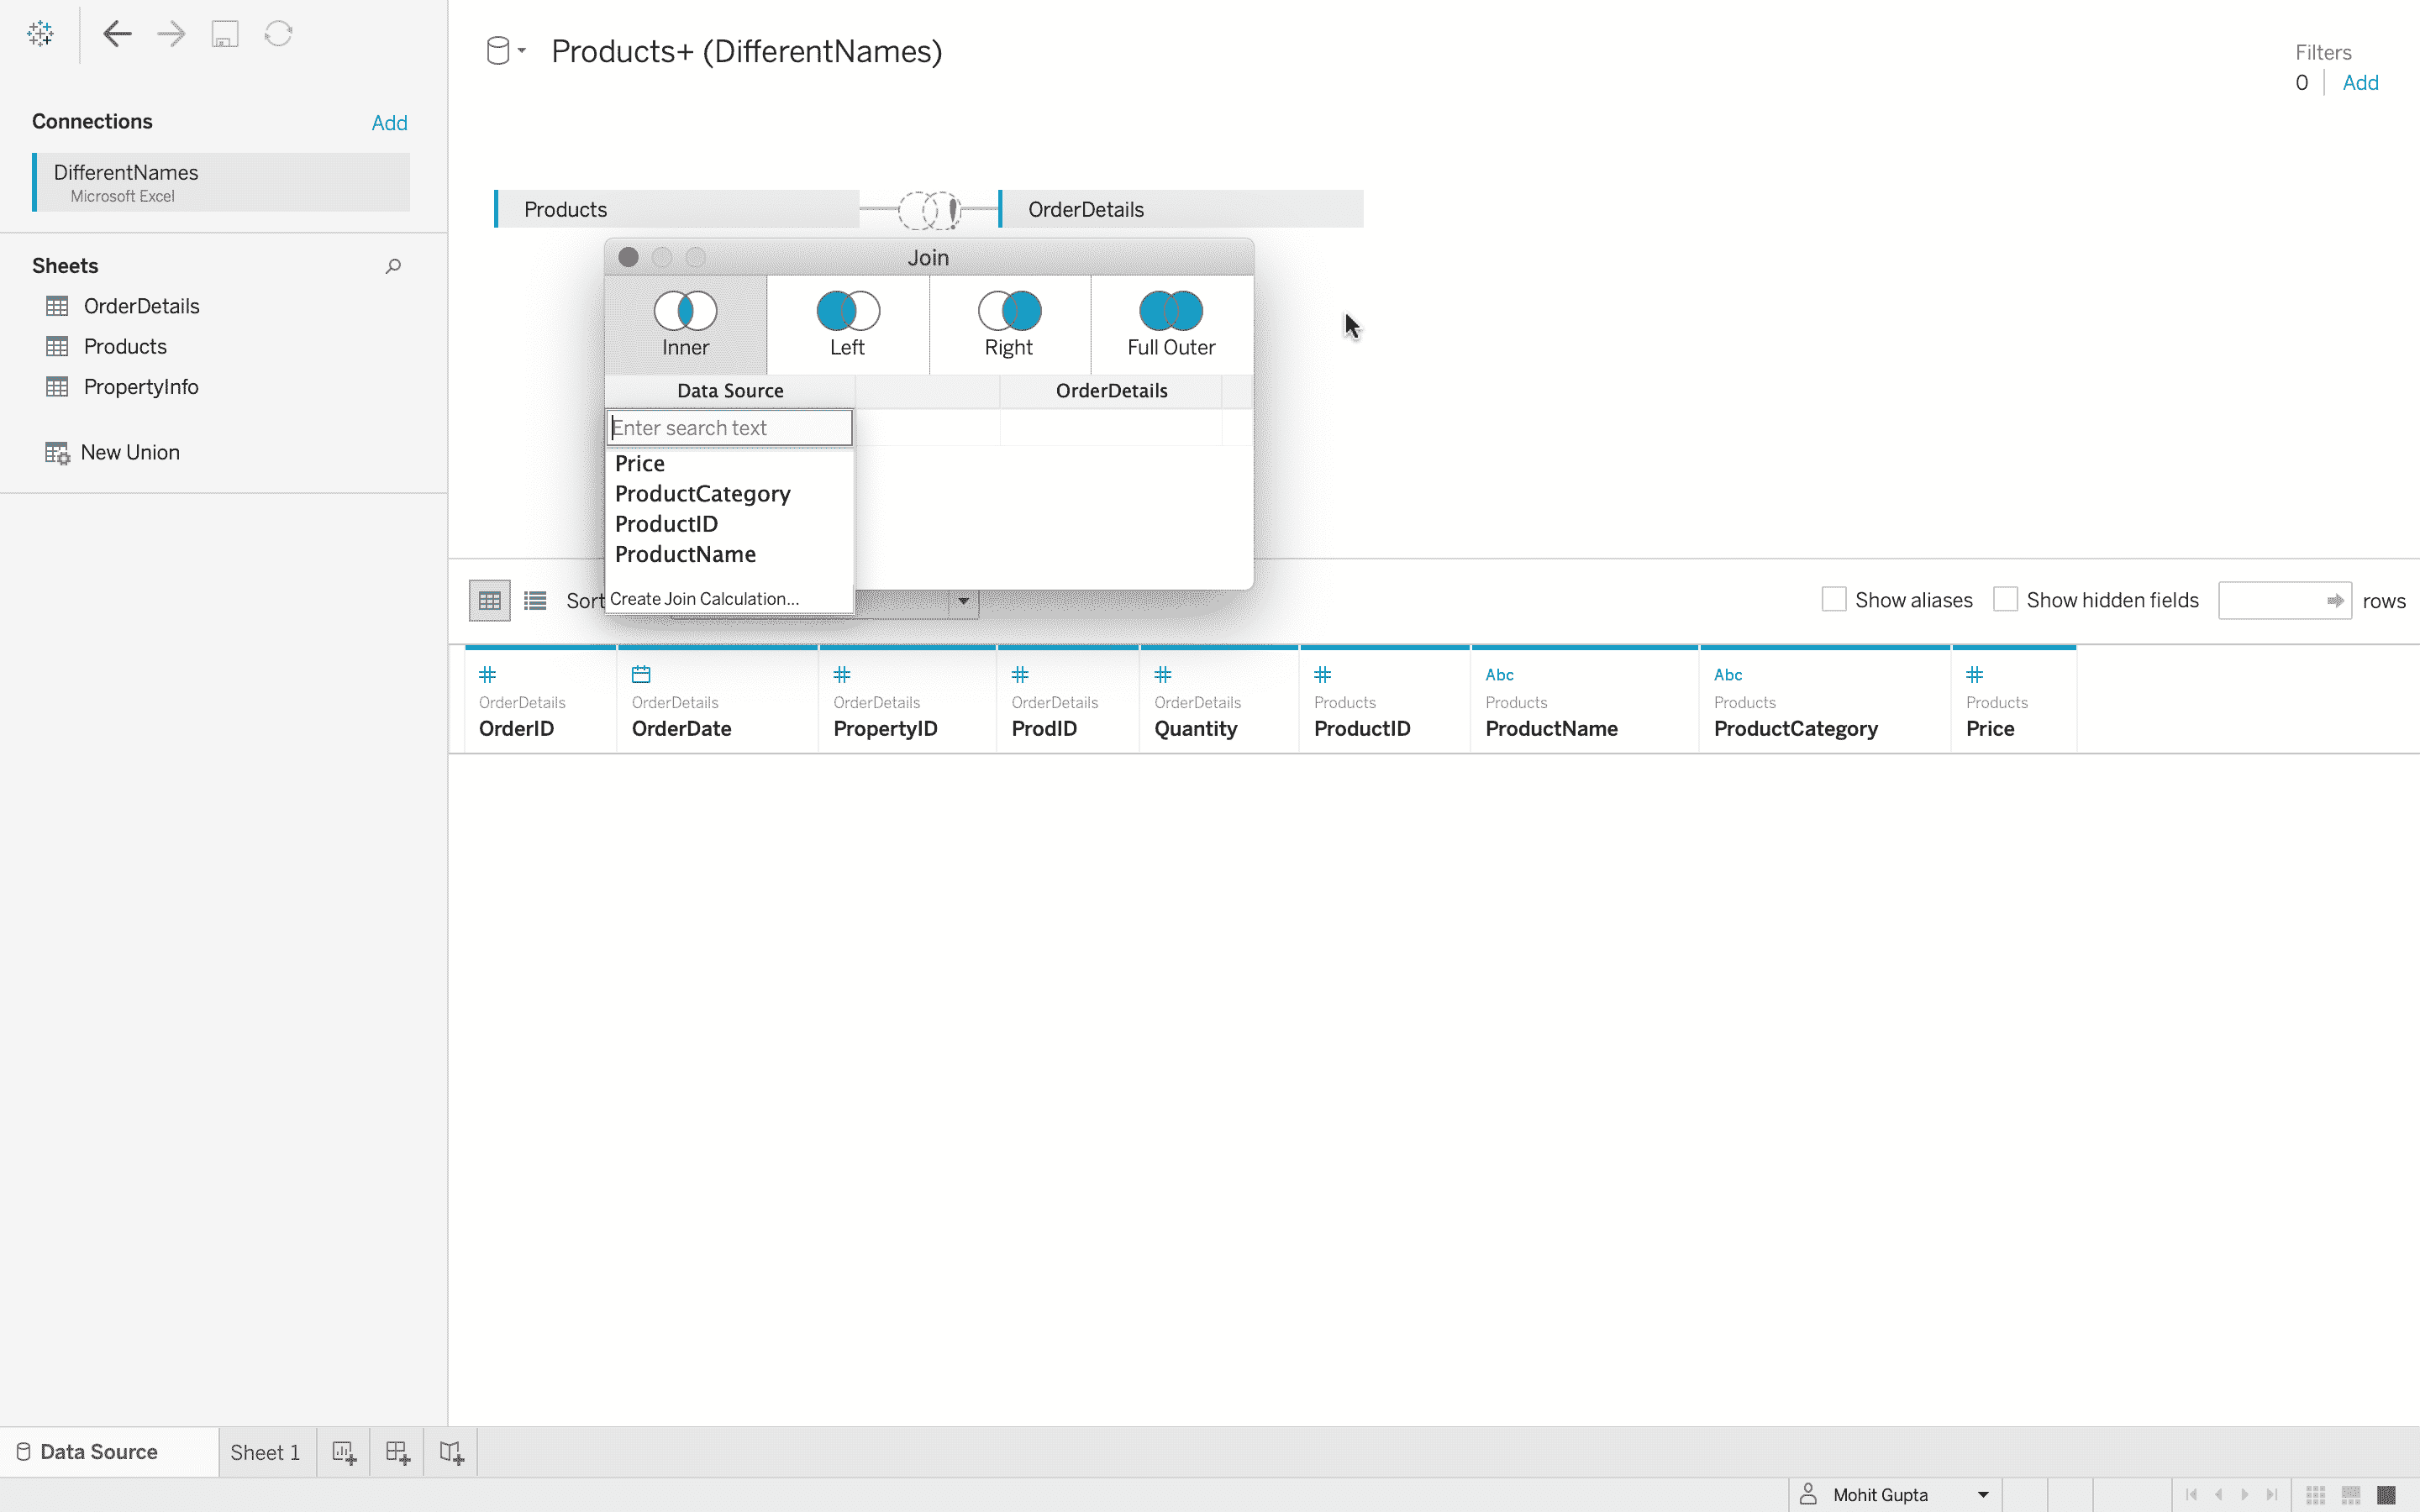 Products+ (DifferentNames)
Filters
0 Add
Connections Add
DifferentNames
Microsoft Excel
Sheets
OrderDetails
Products
PropertyInfo
New Union
Products
OrderDetails
Join
Inner Left Right Full Outer
Data Source OrderDetails
Enter search text
Price
ProductCategory
ProductID
ProductName
Create Join Calculation...
Sort
Show aliases Show hidden fields rows
OrderDetails OrderDetails OrderDetails OrderDetails OrderDetails Products Abc Products Abc Products Products
OrderID OrderDate PropertyID ProdID Quantity ProductID ProductName ProductCategory Price
Data Source Sheet 1
Mohit Gupta